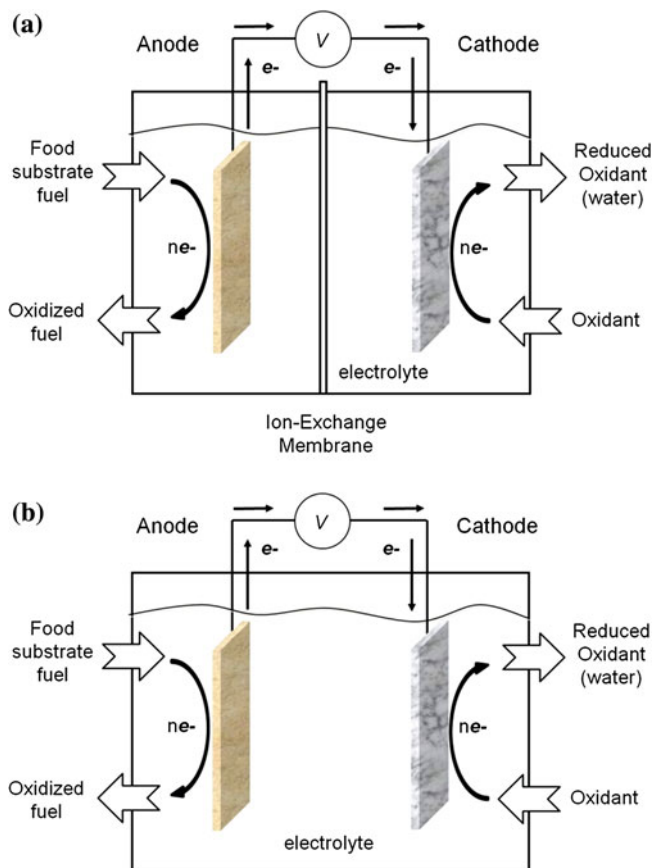 (a)
Anode
V
Cathode
e-
e-
Food
substrate
fuel
Reduced
Oxidant
(water)
ne-
ne-
Oxidized
fuel
Oxidant
electrolyte
Ion-Exchange
Membrane
(b)
Anode
V
Cathode
e-
e-
Food
substrate
fuel
Reduced
Oxidant
(water)
ne-
ne-
Oxidized
fuel
Oxidant
electrolyte